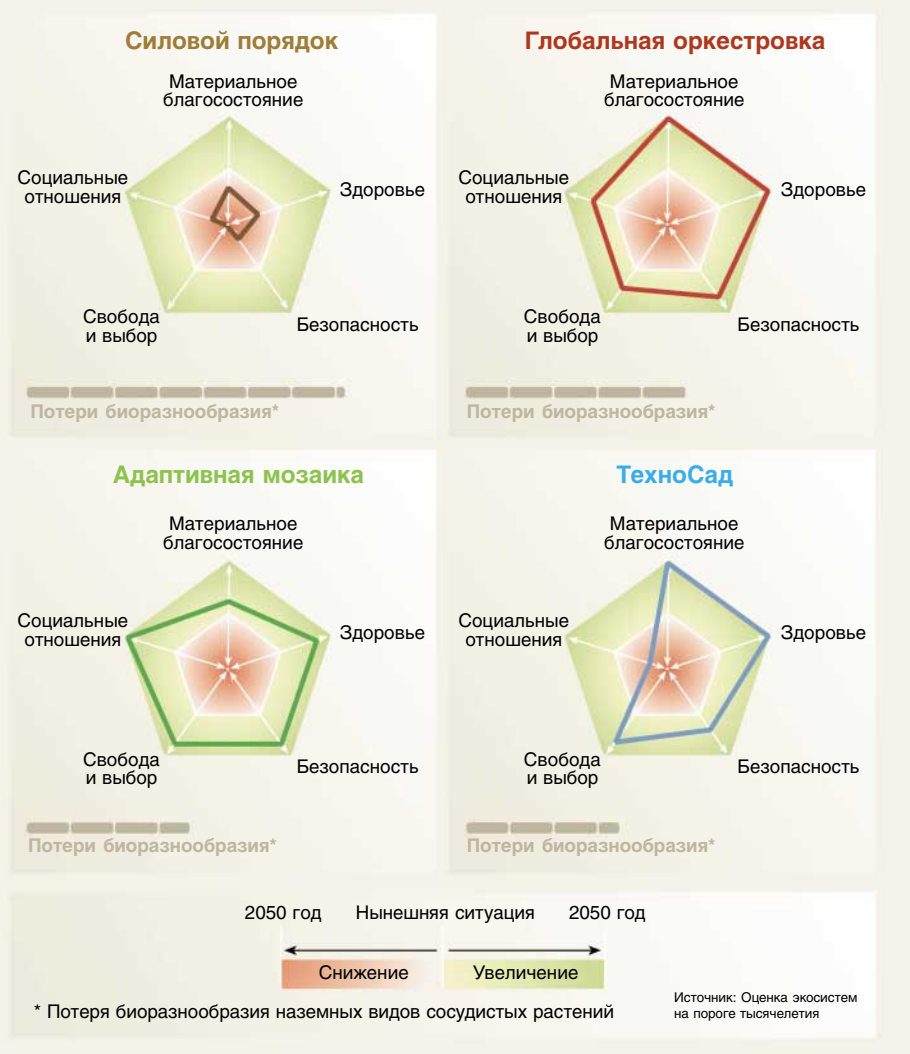 Силовой порядок
Материальное
благосостояние
Социальные
отношения
Здоровье
Свобода
и выбор
Безопасность
Потери биоразнообразия*
Глобальная оркестровка
Материальное
благосостояние
Социальные
отношения
Здоровье
Свобода
и выбор
Безопасность
Потери биоразнообразия*
Адаптивная мозаика
Материальное
благосостояние
Социальные
отношения
Здоровье
Свобода
и выбор
Безопасность
Потери биоразнообразия*
ТехноСад
Материальное
благосостояние
Социальные
отношения
Здоровье
Свобода
и выбор
Безопасность
Потери биоразнообразия*
2050 год Нынешняя ситуация 2050 год
Снижение Увеличение
* Потеря биоразнообразия наземных видов сосудистых растений
Источник: Оценка экосистем
на пороге тысячелетия